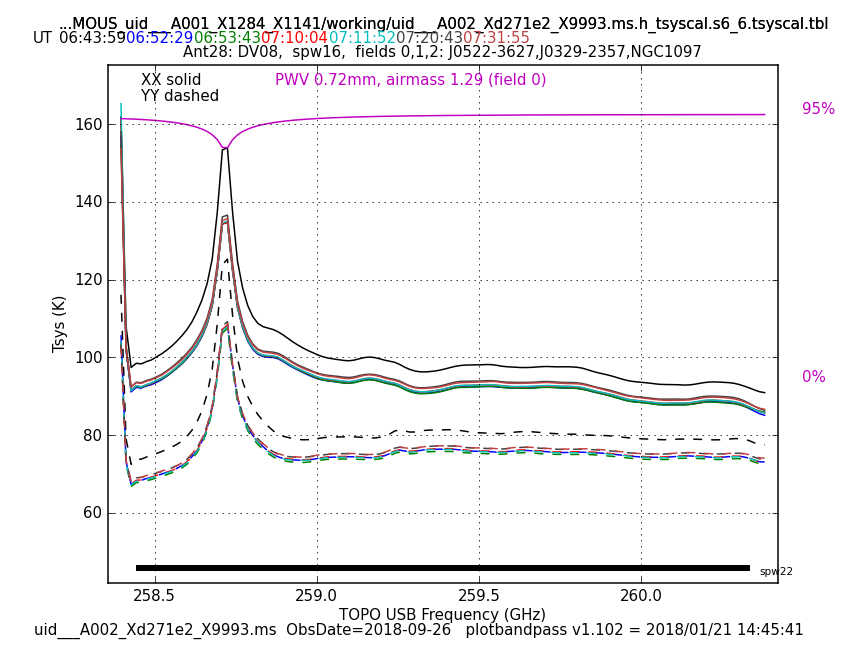 ...MOUS_uid___A001_X1284_X1141/working/uid___A002_Xd271e2_X9993.ms.h_tsyscal.s6_6.tsyscal.tbl
UT 06:43:59 06:52:29 06:53:43 07:10:04 07:11:52 07:20:43 07:31:55
Ant28: DV08,  spw16,  fields 0,1,2: J0522-3627,J0329-2357,NGC1097
XX solid
PWV 0.72mm, airmass 1.29 (field 0)
YY dashed
95%
0%
160
140
120
100
80
60
Tsys (K)
spw22
258.5 259.0 259.5 260.0
TOPO USB Frequency (GHz)
uid___A002_Xd271e2_X9993.ms  ObsDate=2018-09-26   plotbandpass v1.102 = 2018/01/21 14:45:41